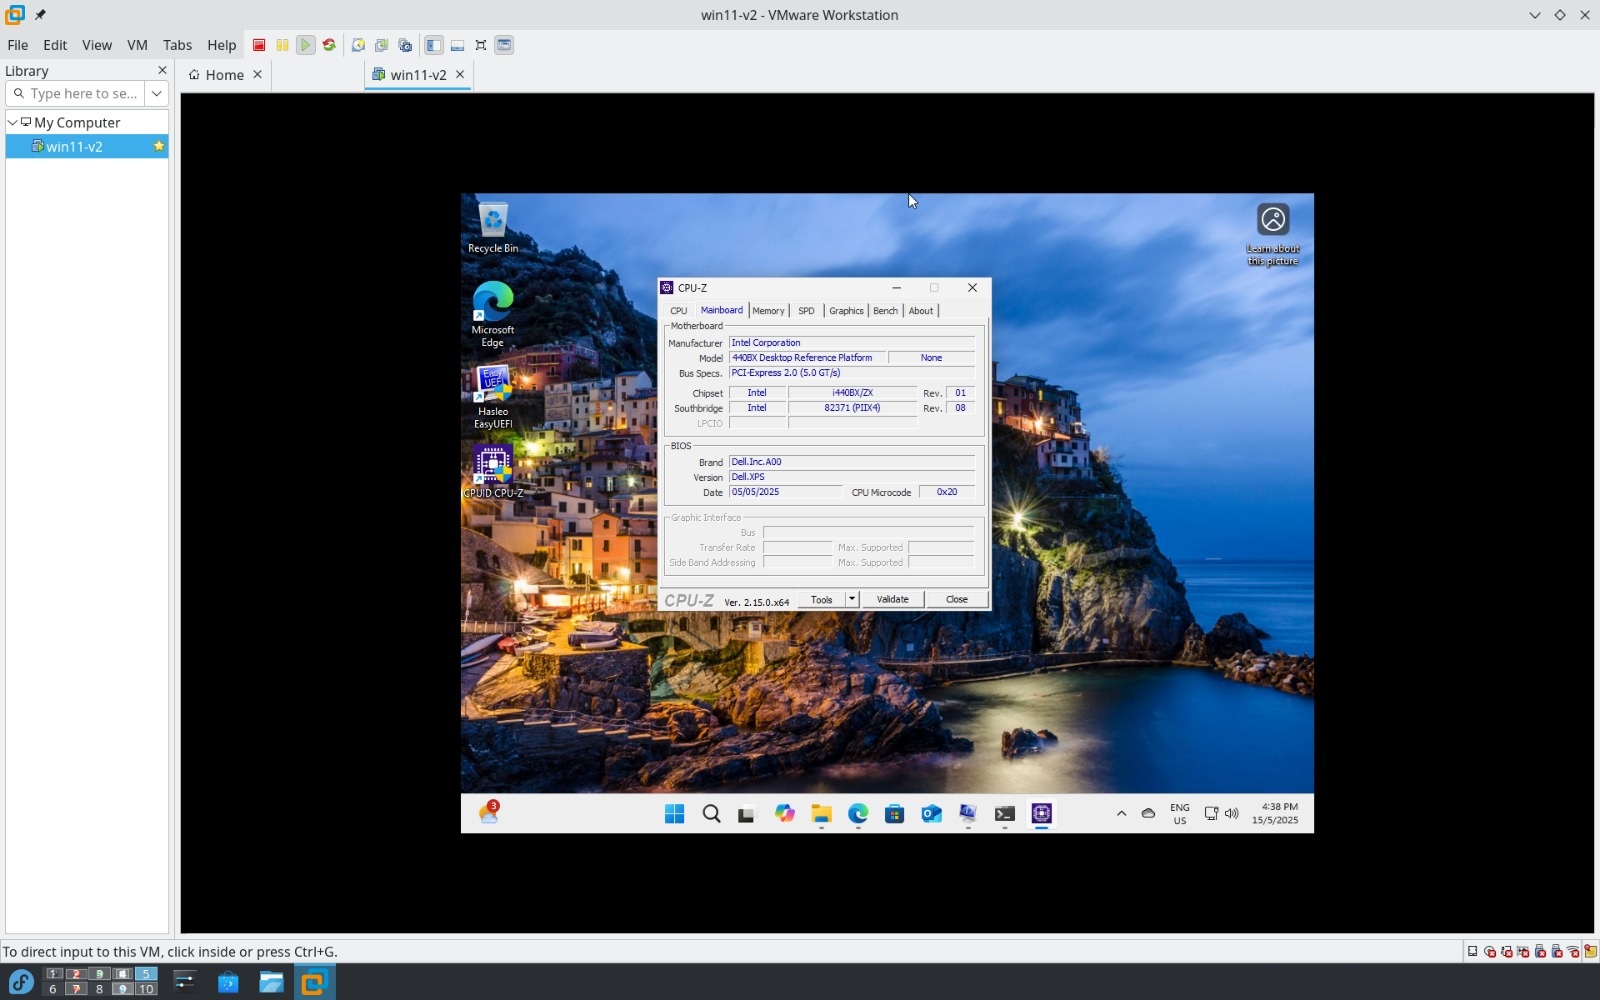 win11-v2 - VMware Workstation
File Edit View VM Tabs Help
Library
Home
win11-v2
Type here to se...
My Computer
win11-v2
Recycle Bin
Learn about
this picture
Microsoft
Edge
Easy
UEFI
Hasleo
EasyUEFI
CPUID CPU-Z
CPU-Z
CPU Mainboard Memory SPD Graphics Bench About
Motherboard
Manufacturer Intel Corporation
Model 440BX Desktop Reference Platform None
Bus Specs. PCI-Express 2.0 (5.0 GT/s)
Chipset Intel i440BX/ZX Rev. 01
Southbridge Intel 82371 (PIIX4) Rev. 08
LPCIO
BIOS
Brand Dell.Inc.A00
Version Dell.XPS
Date 05/05/2025 CPU Microcode 0x20
Graphic Interface
Bus
Transfer Rate Max. Supported
Side Band Addressing Max. Supported
CPU-Z Ver. 2.15.0.x64 Tools Validate Close
3
ENG
US
4:38 PM
15/5/2025
To direct input to this VM, click inside or press Ctrl+G.
1 2 3 4 5
6 7 8 9 10